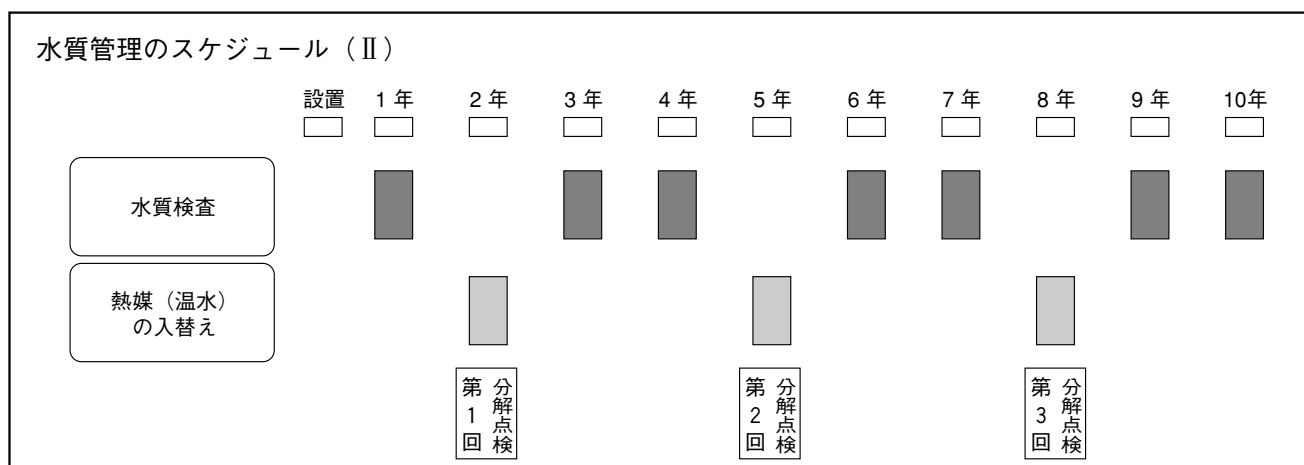 水質管理のスケジュール（Ⅱ）
設置 1年 2年 3年 4年 5年 6年 7年 8年 9年 10年
水質検査
熱媒（温水）
の入替え
第1回
分解点検
第2回
分解点検
第3回
分解点検